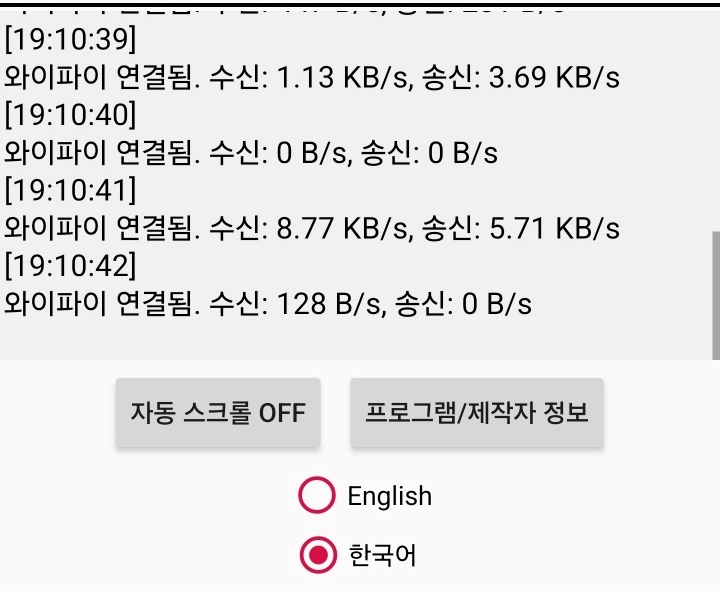 [19:10:39]
와이파이 연결됨. 수신: 1.13 KB/s, 송신: 3.69 KB/s
[19:10:40]
와이파이 연결됨. 수신: 0 B/s, 송신: 0 B/s
[19:10:41]
와이파이 연결됨. 수신: 8.77 KB/s, 송신: 5.71 KB/s
[19:10:42]
와이파이 연결됨. 수신: 128 B/s, 송신: 0 B/s
자동 스크롤 OFF
프로그램/제작자 정보
English
한국어